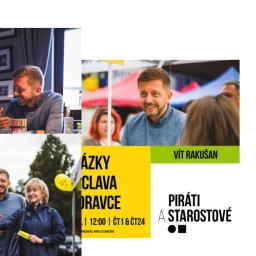 VÍT RAKUŠAN
ÁZKY
CLAVA
ORAVCE
. | 12:00 | ČT1 & ČT24
PIRÁTI
A STAROSTOVÉ